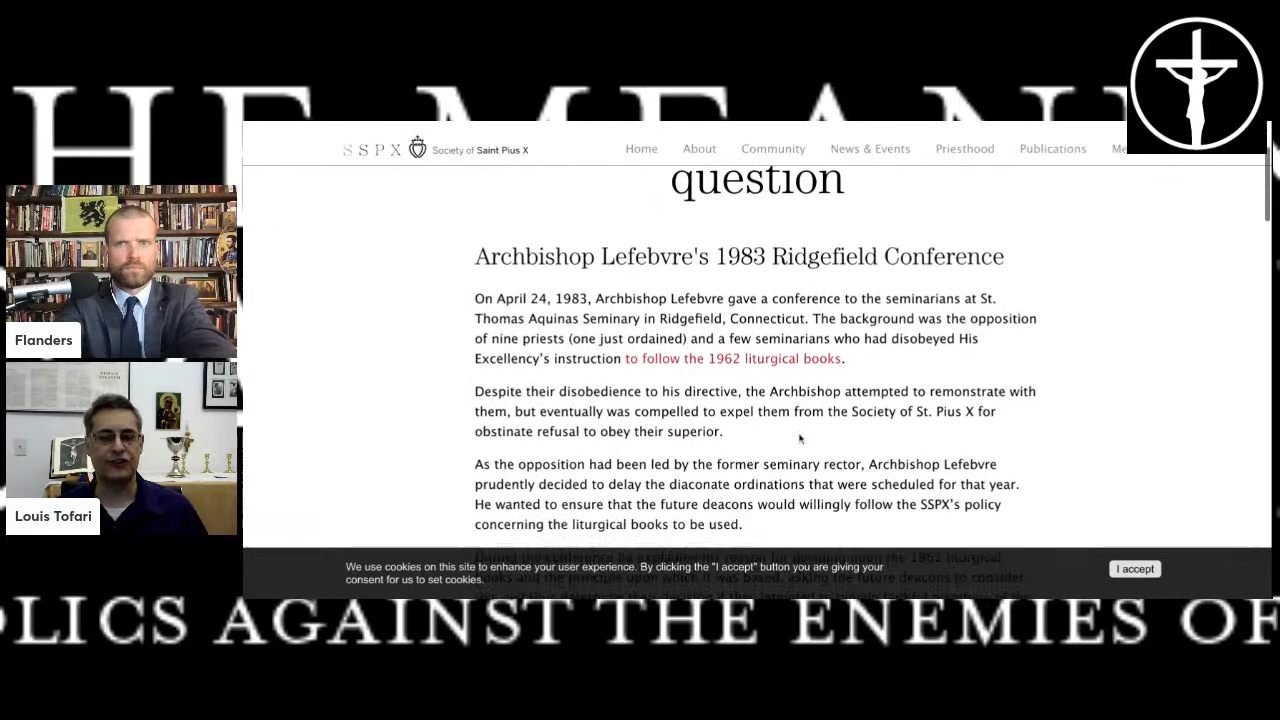 HE MEAN
SSPX Society of Saint Pius X
Home About Community News & Events Priesthood Publications Me
question
Archbishop Lefebvre's 1983 Ridgefield Conference
On April 24, 1983, Archbishop Lefebvre gave a conference to the seminarians at St.
Thomas Aquinas Seminary in Ridgefield, Connecticut. The background was the opposition
of nine priests (one just ordained) and a few seminarians who had disobeyed His
Excellency’s instruction to follow the 1962 liturgical books.
Despite their disobedience to his directive, the Archbishop attempted to remonstrate with
them, but eventually was compelled to expel them from the Society of St. Pius X for
obstinate refusal to obey their superior.
As the opposition had been led by the former seminary rector, Archbishop Lefebvre
prudently decided to delay the diaconate ordinations that were scheduled for that year.
He wanted to ensure that the future deacons would willingly follow the SSPX’s policy
concerning the liturgical books to be used.
We use cookies on this site to enhance your user experience. By clicking the "I accept" button you are giving your
consent for us to set cookies.
I accept
Flanders
Louis Tofari
OLICS AGAINST THE ENEMIES OF